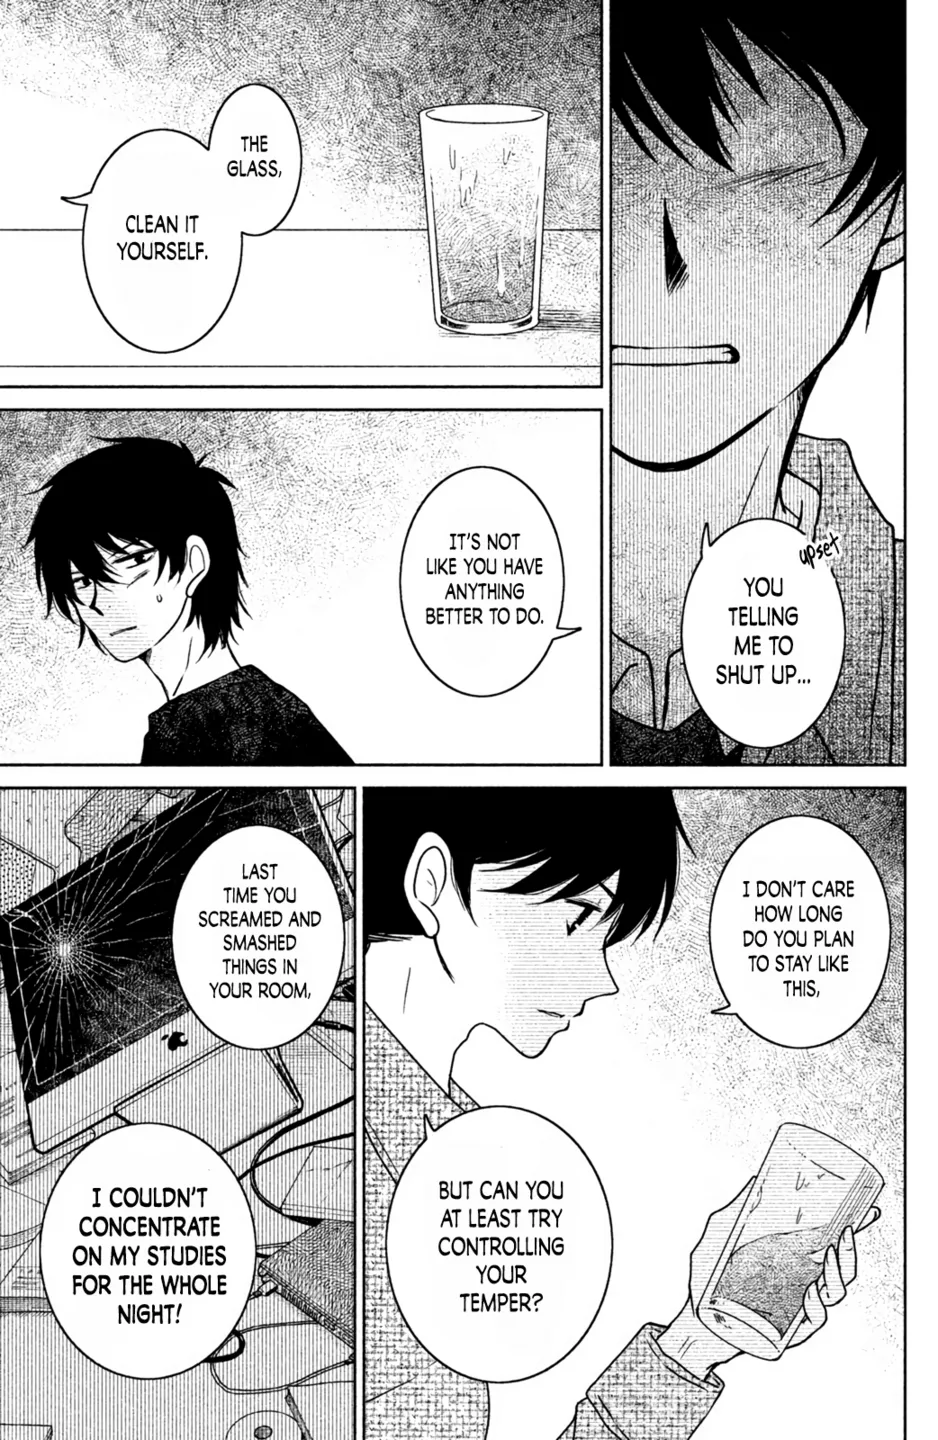 upset
YOU
TELLING
ME TO
SHUT UP...
THE
GLASS,
CLEAN IT
YOURSELF.
IT'S NOT
LIKE YOU HAVE
ANYTHING
BETTER TO DO.
I DON'T CARE
HOW LONG
DO YOU PLAN
TO STAY LIKE
THIS,
BUT CAN YOU
AT LEAST TRY
CONTROLLING
YOUR
TEMPER?
LAST
TIME YOU
SCREAMED AND
SMASHED
THINGS IN
YOUR ROOM,
I COULDN'T
CONCENTRATE
ON MY STUDIES
FOR THE WHOLE
NIGHT!